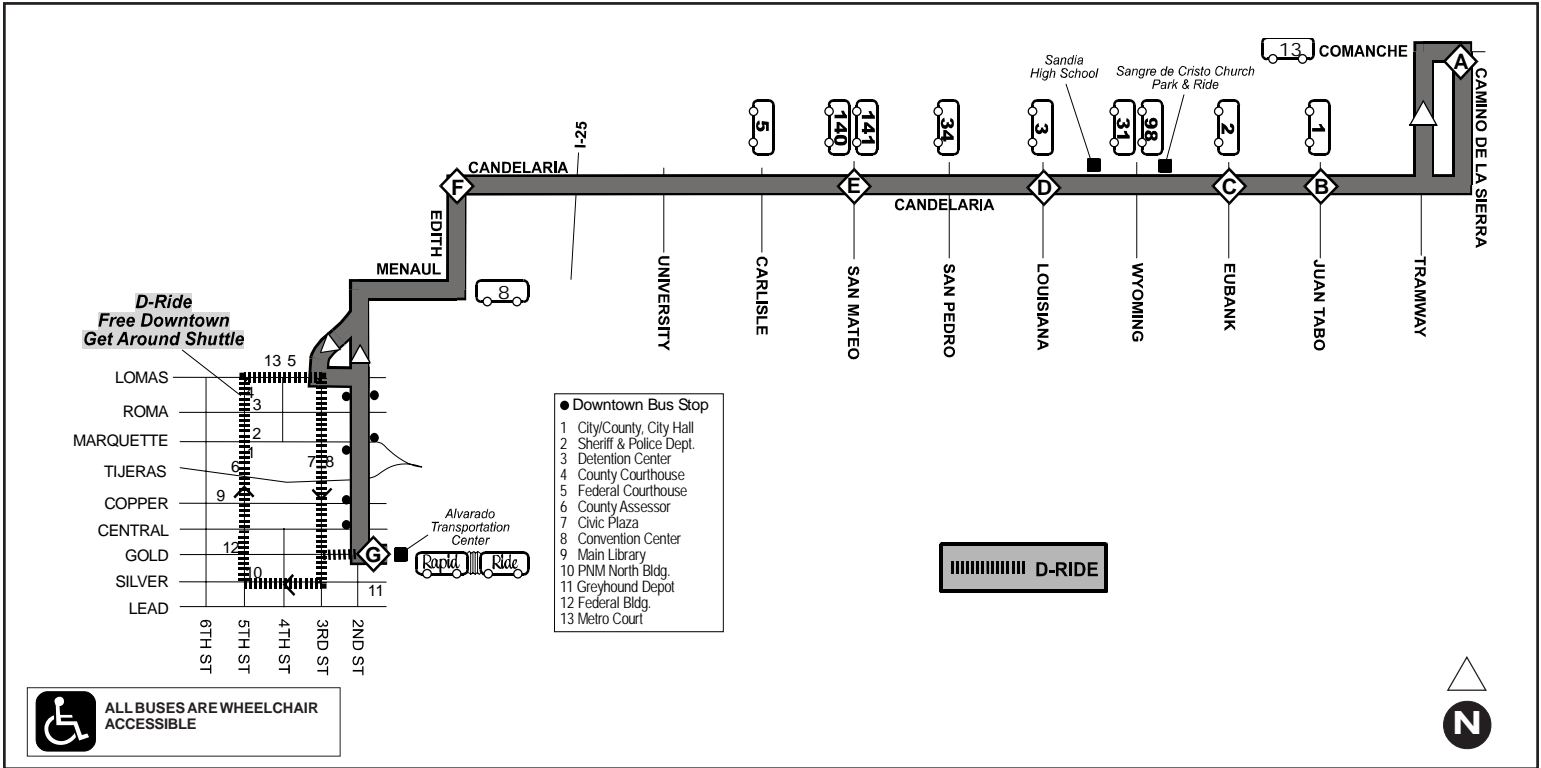 13 COMANCHE
A
CAMINO DE LA SIERRA
Sandia
High School
Sangre de Cristo Church
Park & Ride
5
140
141
34
3
31
98
2
1
I-25
CANDELARIA
F
E
D
C
B
CANDELARIA
EDITH
MENAUL
8
UNIVERSITY
CARLISLE
SAN MATEO
SAN PEDRO
LOUISIANA
WYOMING
EUBANK
JUAN TABO
TRAMWAY
D-Ride
Free Downtown
Get Around Shuttle
13 5
LOMAS
4
3
ROMA
MARQUETTE
2
1
TIJERAS
6
7 8
COPPER
9
CENTRAL
GOLD
12
G
SILVER
10
11
LEAD
6TH ST
5TH ST
4TH ST
3RD ST
2ND ST
Alvarado
Transportation
Center
Rapid Ride
Downtown Bus Stop
1 City/County, City Hall
2 Sheriff & Police Dept.
3 Detention Center
4 County Courthouse
5 Federal Courthouse
6 County Assessor
7 Civic Plaza
8 Convention Center
9 Main Library
10 PNM North Bldg.
11 Greyhound Depot
12 Federal Bldg.
13 Metro Court
D-RIDE
ALL BUSES ARE WHEELCHAIR
ACCESSIBLE
N